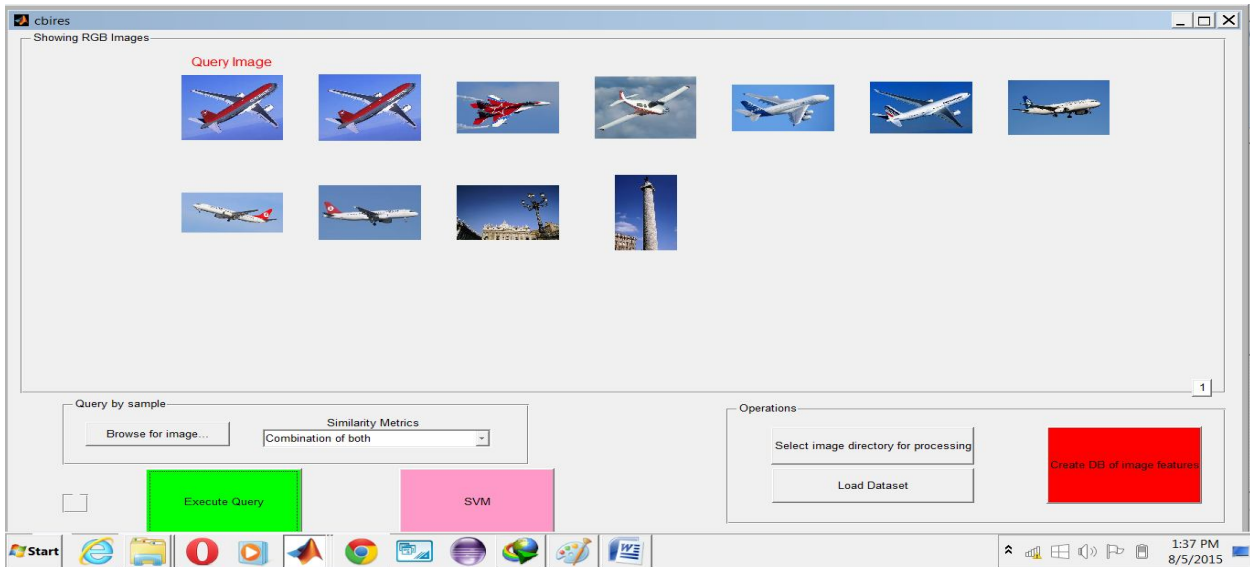 cbires
Showing RGB Images
Query Image
1
Query by sample
Browse for image...
Similarity Metrics
Combination of both
Execute Query
SVM
Operations
Select image directory for processing
Load Dataset
Create DB of image features
Start
1:37 PM
8/5/2015